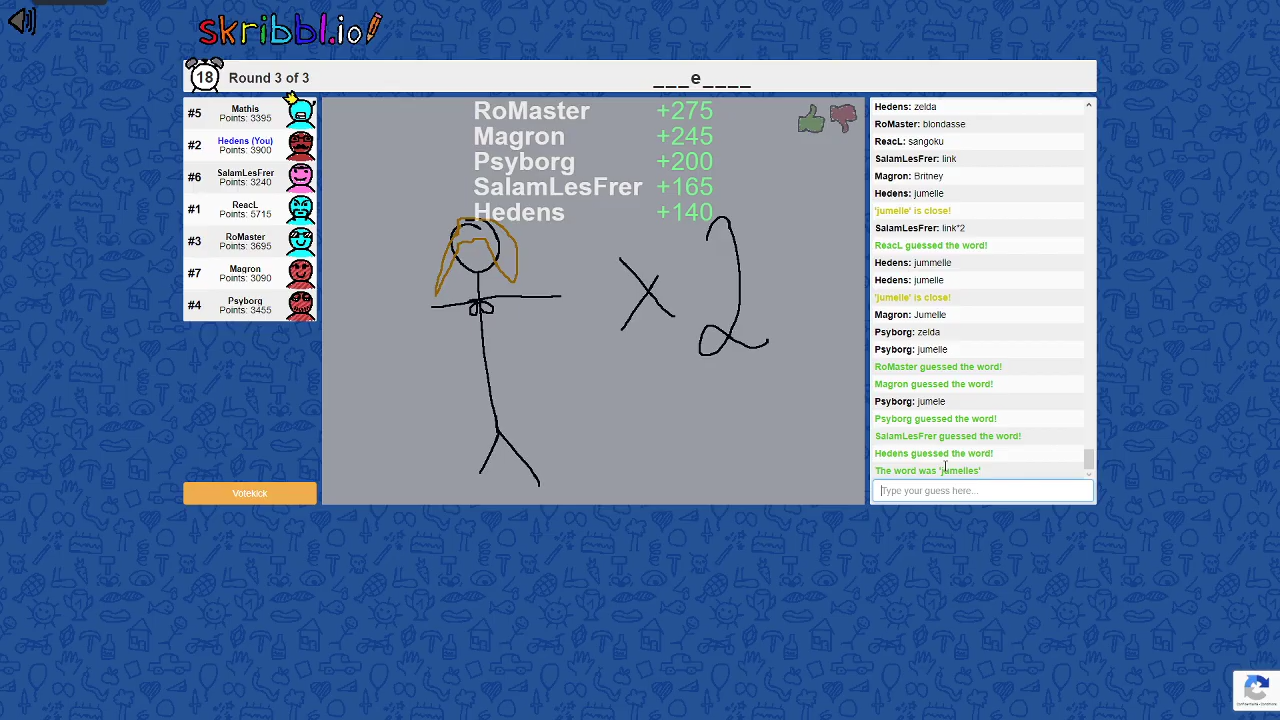 skribbl.io
18
Round 3 of 3
___e____
#5
Mathis
Points: 3395
#2
Hedens (You)
Points: 3900
#6
SalamLesFrer
Points: 3240
#1
ReacL
Points: 5715
#3
RoMaster
Points: 3695
#7
Magron
Points: 3090
#4
Psyborg
Points: 3455
Votekick
RoMaster +275
Magron +245
Psyborg +200
SalamLesFrer +165
Hedens +140
x 2
Hedens: zelda
RoMaster: blondasse
ReacL: sangoku
SalamLesFrer: link
Magron: Britney
Hedens: jumelle
'jumelle' is close!
SalamLesFrer: link*2
ReacL guessed the word!
Hedens: jummelle
Hedens: jumelle
'jumelle' is close!
Magron: Jumelle
Psyborg: zelda
Psyborg: jumelle
RoMaster guessed the word!
Magron guessed the word!
Psyborg: jumele
Psyborg guessed the word!
SalamLesFrer guessed the word!
Hedens guessed the word!
The word was 'jumelles'
Type your guess here...